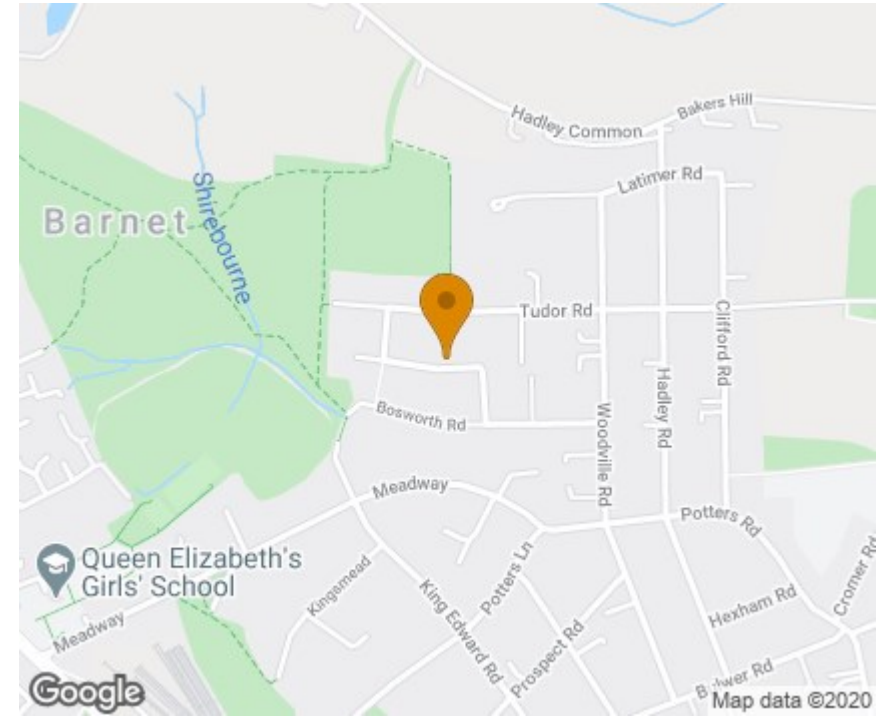 Hadley Common
Bakers Hill
Latimer Rd
Shirebourne
Barnet
Tudor Rd
Clifford Rd
Hadley Rd
Woodville Rd
Bosworth Rd
Meadway
Potters Rd
Queen Elizabeth's
Girls' School
Kingsmead
Potters Ln
Cromer Rd
Hexham Rd
King Edward Rd
Prospect Rd
Meadway
Bulwer Rd
Google
Map data ©2020